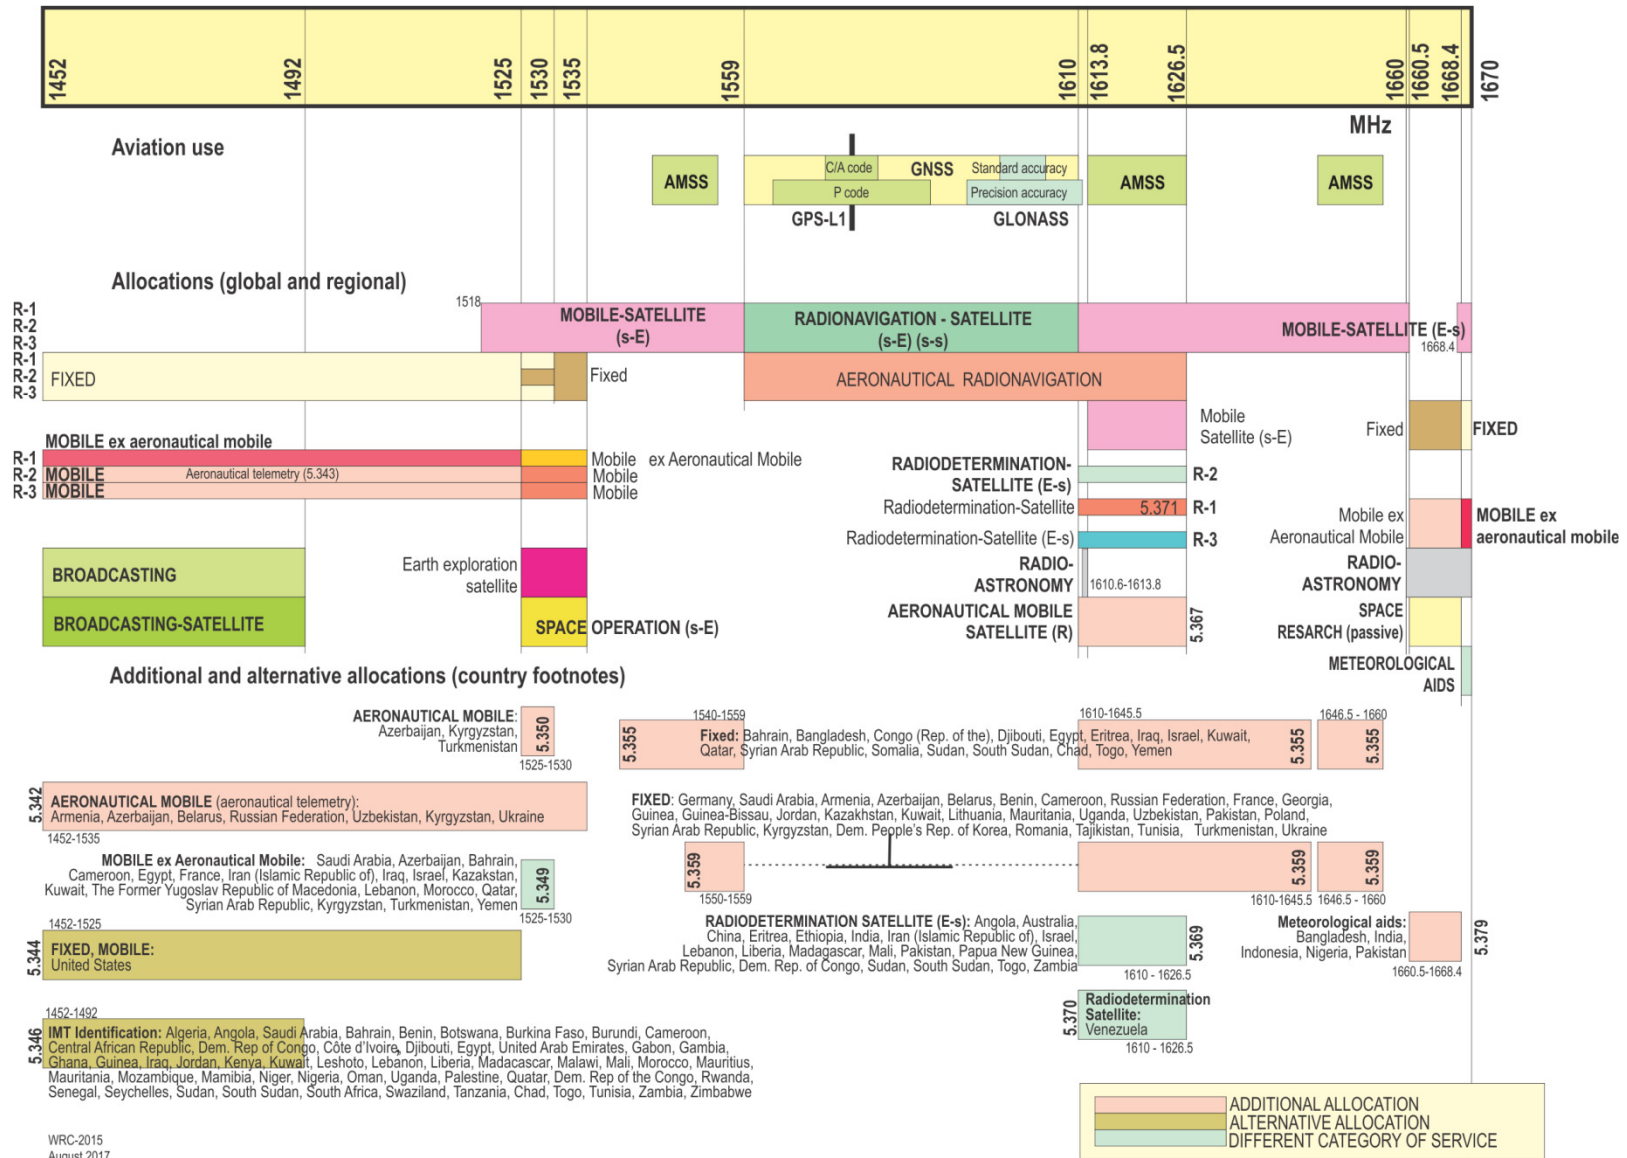 1452
1492
1525
1530
1535
1559
1610
1613.8
1626.5
1660
1660.5
1668.4
1670
MHz
Aviation use
AMSS
C/A code
GNSS
Standard accuracy
P code
Precision accuracy
GPS-L1
GLONASS
AMSS
AMSS
Allocations (global and regional)
R-1
R-2
R-3
1518
MOBILE-SATELLITE
(s-E)
RADIONAVIGATION - SATELLITE
(s-E) (s-s)
MOBILE-SATELLITE (E-s)
1668.4
R-1
R-2
R-3
FIXED
Fixed
AERONAUTICAL RADIONAVIGATION
Mobile
Satellite (s-E)
Fixed
FIXED
MOBILE ex aeronautical mobile
R-1
R-2
R-3
MOBILE
Aeronautical telemetry (5.343)
MOBILE
Mobile ex Aeronautical Mobile
Mobile
Mobile
RADIODETERMINATION-
SATELLITE (E-s)
R-2
Radiodetermination-Satellite
5.371
R-1
Radiodetermination-Satellite (E-s)
R-3
Mobile ex
Aeronautical Mobile
MOBILE ex
aeronautical mobile
BROADCASTING
Earth exploration
satellite
RADIO-
ASTRONOMY
1610.6-1613.8
RADIO-
ASTRONOMY
BROADCASTING-SATELLITE
SPACE OPERATION (s-E)
AERONAUTICAL MOBILE
SATELLITE (R)
5.367
SPACE
RESARCH (passive)
METEOROLOGICAL
AIDS
Additional and alternative allocations (country footnotes)
AERONAUTICAL MOBILE:
Azerbaijan, Kyrgyzstan,
Turkmenistan
5.350
1525-1530
1540-1559
5.355
Fixed: Bahrain, Bangladesh, Congo (Rep. of the), Djibouti, Egypt, Eritrea, Iraq, Israel, Kuwait,
Qatar, Syrian Arab Republic, Somalia, Sudan, South Sudan, Chad, Togo, Yemen
1610-1645.5
5.355
1646.5 - 1660
5.355
5.342
AERONAUTICAL MOBILE (aeronautical telemetry):
Armenia, Azerbaijan, Belarus, Russian Federation, Uzbekistan, Kyrgyzstan, Ukraine
1452-1535
FIXED: Germany, Saudi Arabia, Armenia, Azerbaijan, Belarus, Benin, Cameroon, Russian Federation, France, Georgia,
Guinea, Guinea-Bissau, Jordan, Kazakhstan, Kuwait, Lithuania, Mauritania, Uganda, Uzbekistan, Pakistan, Poland,
Syrian Arab Republic, Kyrgyzstan, Dem. People's Rep. of Korea, Romania, Tajikistan, Tunisia, Turkmenistan, Ukraine
5.359
1550-1559
5.359
1610-1645.5
5.359
1646.5 - 1660
MOBILE ex Aeronautical Mobile: Saudi Arabia, Azerbaijan, Bahrain,
Cameroon, Egypt, France, Iran (Islamic Republic of), Iraq, Israel, Kazakstan,
Kuwait, The Former Yugoslav Republic of Macedonia, Lebanon, Morocco, Qatar,
Syrian Arab Republic, Kyrgyzstan, Turkmenistan, Yemen
5.349
1525-1530
1452-1525
5.344
FIXED, MOBILE:
United States
RADIODETERMINATION SATELLITE (E-s): Angola, Australia,
China, Eritrea, Ethiopia, India, Iran (Islamic Republic of), Israel,
Lebanon, Liberia, Madagascar, Mali, Pakistan, Papua New Guinea,
Syrian Arab Republic, Dem. Rep. of Congo, Sudan, South Sudan, Togo, Zambia
5.369
1610 - 1626.5
Meteorological aids:
Bangladesh, India,
Indonesia, Nigeria, Pakistan
5.379
1660.5-1668.4
5.370
Radiodetermination
Satellite:
Venezuela
1610 - 1626.5
1452-1492
5.346
IMT Identification: Algeria, Angola, Saudi Arabia, Bahrain, Benin, Botswana, Burkina Faso, Burundi, Cameroon,
Central African Republic, Dem. Rep of Congo, Côte d'Ivoire, Djibouti, Egypt, United Arab Emirates, Gabon, Gambia,
Ghana, Guinea, Iraq, Jordan, Kenya, Kuwait, Leshoto, Lebanon, Liberia, Madacascar, Malawi, Mali, Morocco, Mauritius,
Mauritania, Mozambique, Mamibia, Niger, Nigeria, Oman, Uganda, Palestine, Quatar, Dem. Rep of the Congo, Rwanda,
Senegal, Seychelles, Sudan, South Sudan, South Africa, Swaziland, Tanzania, Chad, Togo, Tunisia, Zambia, Zimbabwe
ADDITIONAL ALLOCATION
ALTERNATIVE ALLOCATION
DIFFERENT CATEGORY OF SERVICE
WRC-2015
August 2017